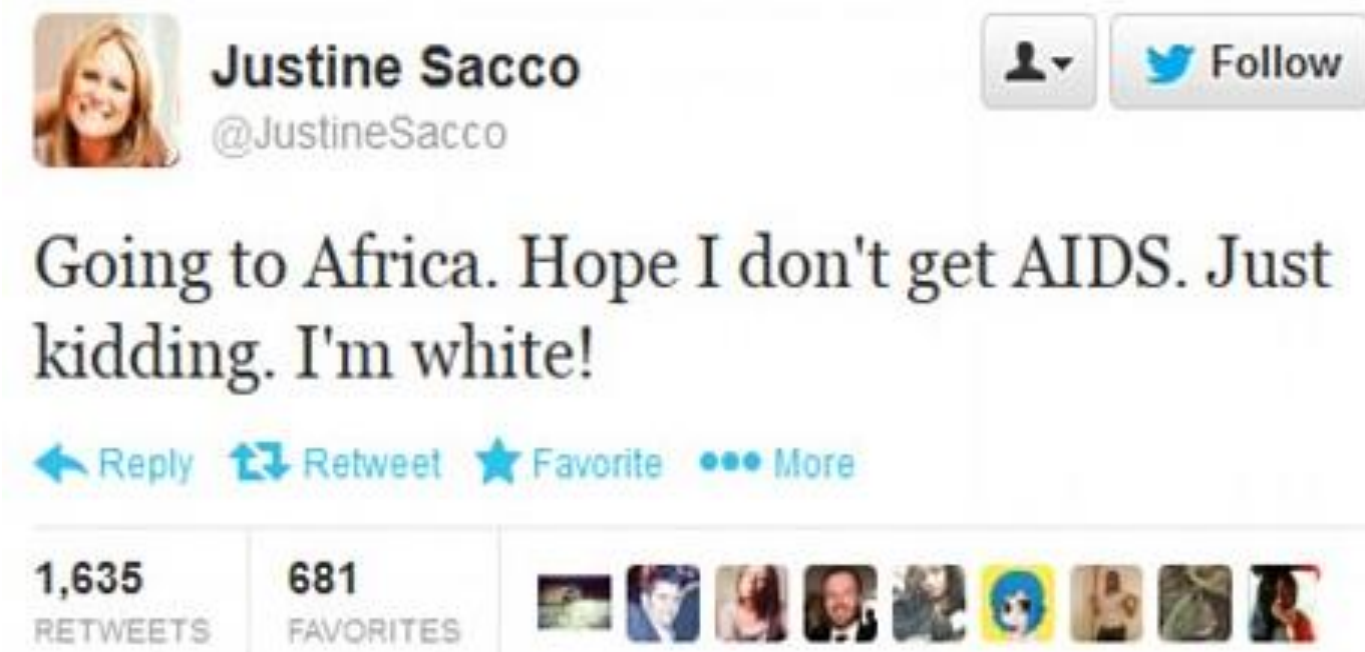 Justine Sacco
Follow
@JustineSacco
Going to Africa. Hope I don't get AIDS. Just
kidding. I'm white!
Reply Retweet Favorite More
1,635 681
RETWEETS FAVORITES